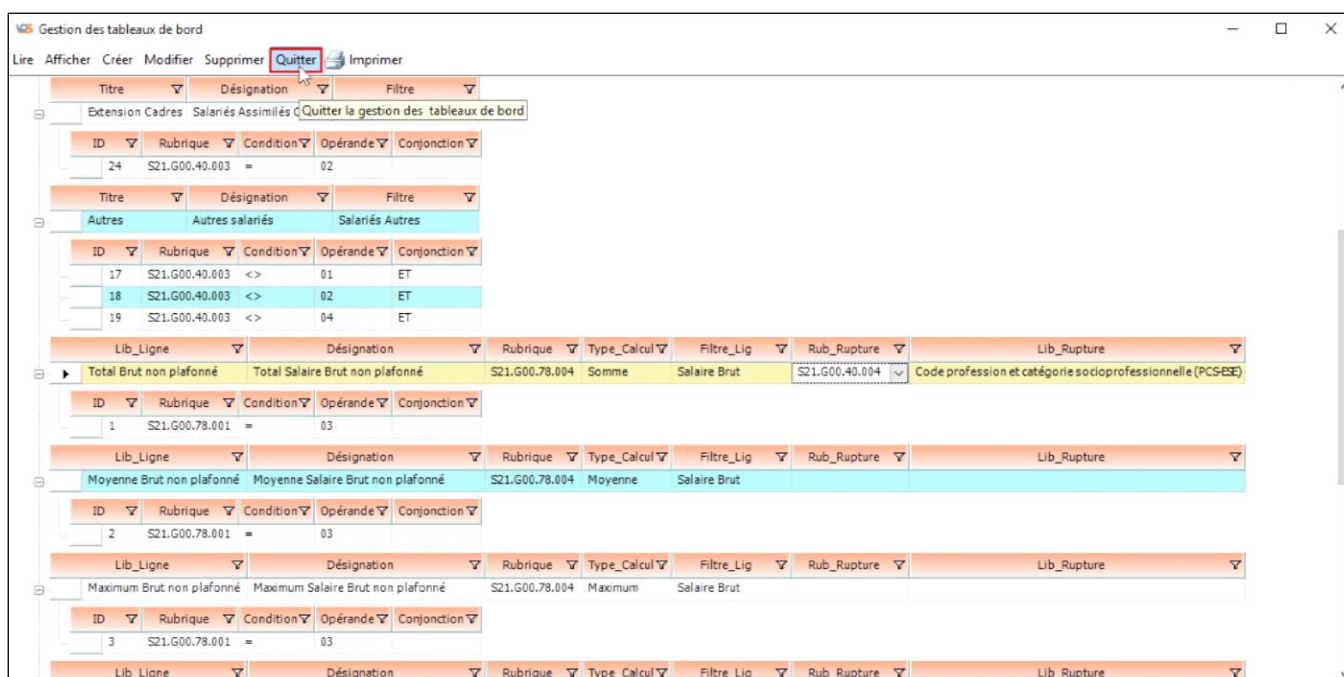 VDS Gestion des tableaux de bord
Lire Afficher Créer Modifier Supprimer Quitter Imprimer
Titre Désignation Filtre
Extension Cadres Salariés Assimilés
Quitter la gestion des tableaux de bord
ID Rubrique Condition Opérande Conjonction
24 S21.G00.40.003 = 02
Titre Désignation Filtre
Autres Autres salariés Salariés Autres
ID Rubrique Condition Opérande Conjonction
17 S21.G00.40.003 <> 01 ET
18 S21.G00.40.003 <> 02 ET
19 S21.G00.40.003 <> 04 ET
Lib_Ligne Désignation Rubrique Type_Calcul Filtre_Lig Rub_Rupture Lib_Rupture
Total Brut non plafonné Total Salaire Brut non plafonné S21.G00.78.004 Somme Salaire Brut S21.G00.40.004 Code profession et catégorie socioprofessionnelle (PCS-ESE)
ID Rubrique Condition Opérande Conjonction
1 S21.G00.78.001 = 03
Lib_Ligne Désignation Rubrique Type_Calcul Filtre_Lig Rub_Rupture Lib_Rupture
Moyenne Brut non plafonné Moyenne Salaire Brut non plafonné S21.G00.78.004 Moyenne Salaire Brut
ID Rubrique Condition Opérande Conjonction
2 S21.G00.78.001 = 03
Lib_Ligne Désignation Rubrique Type_Calcul Filtre_Lig Rub_Rupture Lib_Rupture
Maximum Brut non plafonné Maximum Salaire Brut non plafonné S21.G00.78.004 Maximum Salaire Brut
ID Rubrique Condition Opérande Conjonction
3 S21.G00.78.001 = 03
Lib_Ligne Désignation Rubrique Type_Calcul Filtre_Lig Rub_Rupture Lib_Rupture